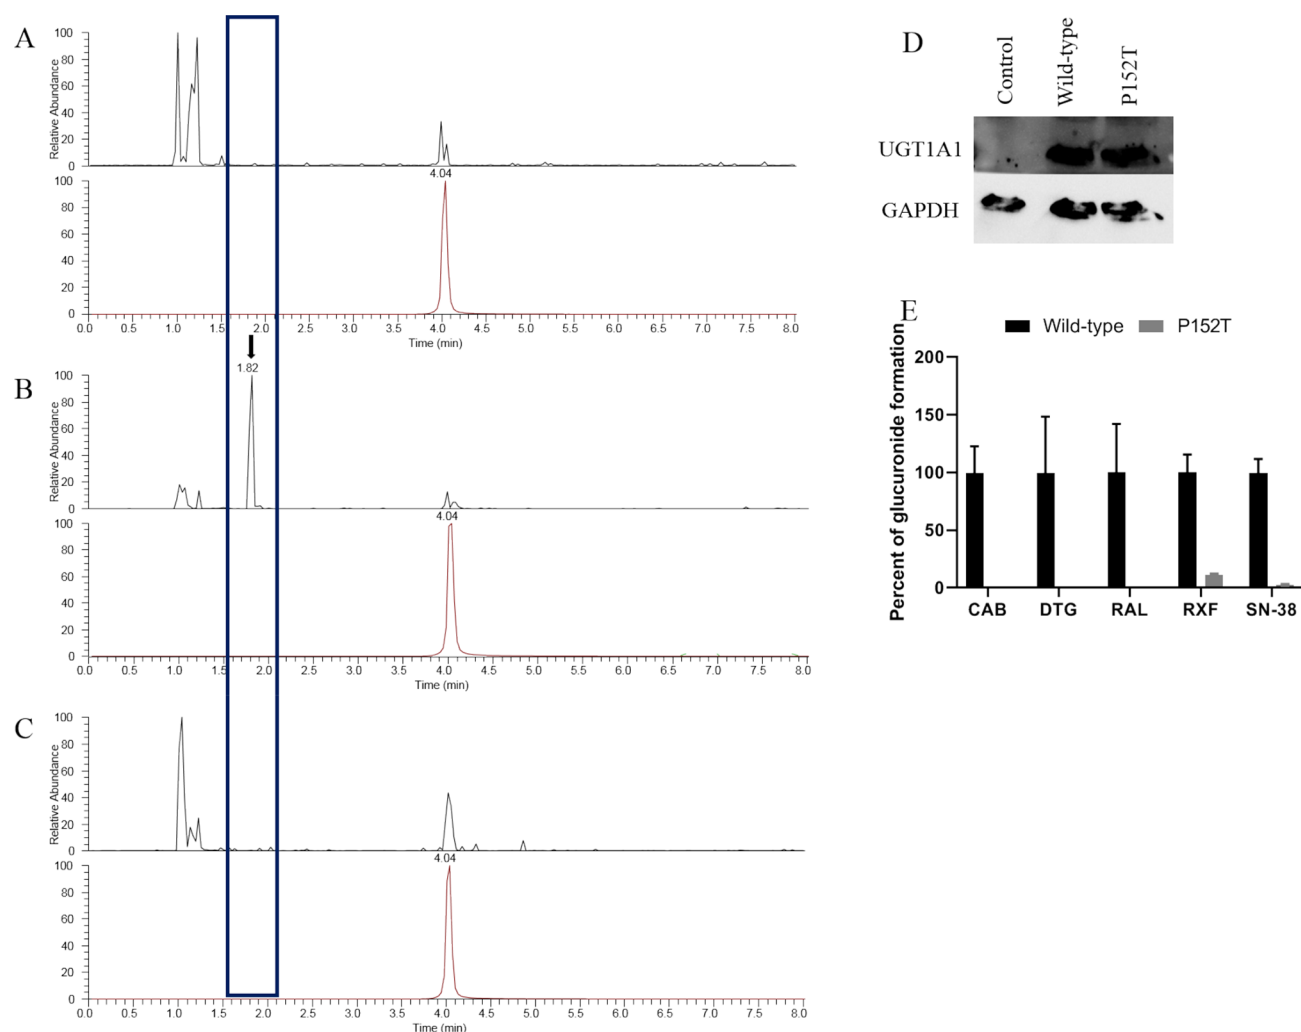 A
Relative Abundance
100
80
60
40
20
0
4.04
100
80
60
40
20
0
0.0 0.5 1.0 1.5 2.0 2.5 3.0 3.5 4.0 4.5 5.0 5.5 6.0 6.5 7.0 7.5 8.0
Time (min)
B
Relative Abundance
1.82
100
80
60
40
20
0
4.04
100
80
60
40
20
0
0.0 0.5 1.0 1.5 2.0 2.5 3.0 3.5 4.0 4.5 5.0 5.5 6.0 6.5 7.0 7.5 8.0
Time (min)
C
Relative Abundance
100
80
60
40
20
0
4.04
100
80
60
40
20
0
0.0 0.5 1.0 1.5 2.0 2.5 3.0 3.5 4.0 4.5 5.0 5.5 6.0 6.5 7.0 7.5 8.0
Time (min)
D
Control
Wild-type
P152T
UGT1A1
GAPDH
E
Wild-type P152T
Percent of glucuronide formation
200
150
100
50
0
CAB DTG RAL RXF SN-38